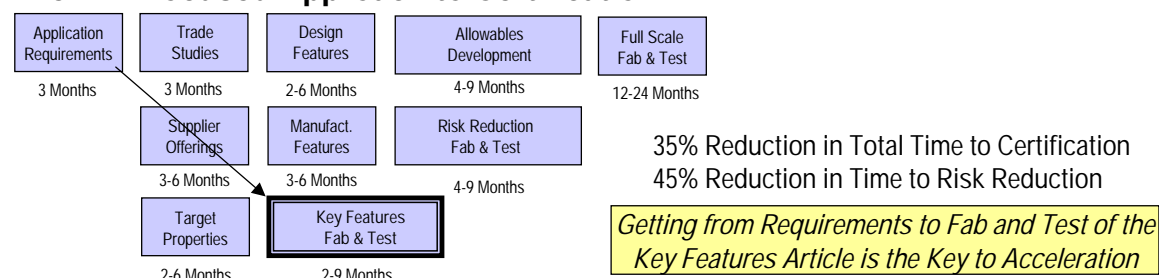 Application
Requirements
Trade
Studies
Design
Features
Allowables
Development
Full Scale
Fab & Test
3 Months
3 Months
2-6 Months
4-9 Months
12-24 Months
Supplier
Offerings
Manufact.
Features
Risk Reduction
Fab & Test
3-6 Months
3-6 Months
4-9 Months
35% Reduction in Total Time to Certification
45% Reduction in Time to Risk Reduction
Target
Properties
Key Features
Fab & Test
2-6 Months
2-9 Months
Getting from Requirements to Fab and Test of the
Key Features Article is the Key to Acceleration